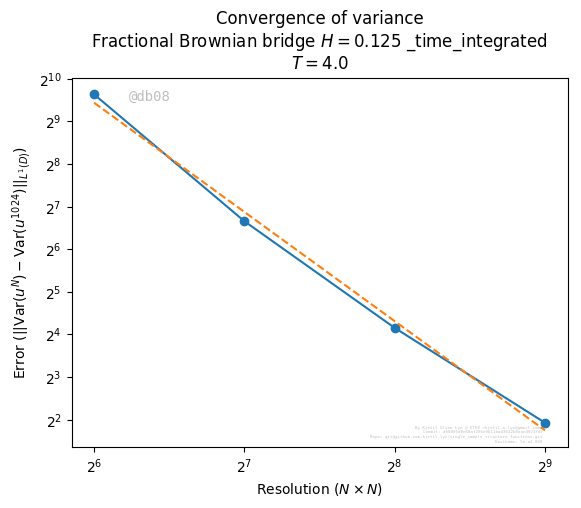 Convergence of variance
Fractional Brownian bridge H = 0.125 _time_integrated
T = 4.0
@db08
Error (||Var(u^N) − Var(u^1024)||_L^1(D))
2^10
2^9
2^8
2^7
2^6
2^5
2^4
2^3
2^2
2^6
2^7
2^8
2^9
Resolution (N × N)